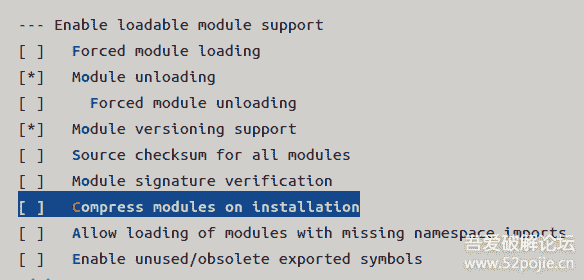 --- Enable loadable module support
[ ]   Forced module loading
[*]   Module unloading
[ ]     Forced module unloading
[*]   Module versioning support
[ ]   Source checksum for all modules
[ ]   Module signature verification
[ ]   Compress modules on installation
[ ]   Allow loading of modules with missing namespace imports
[ ]   Enable unused/obsolete exported symbols
吾爱破解论坛
www.52pojie.cn